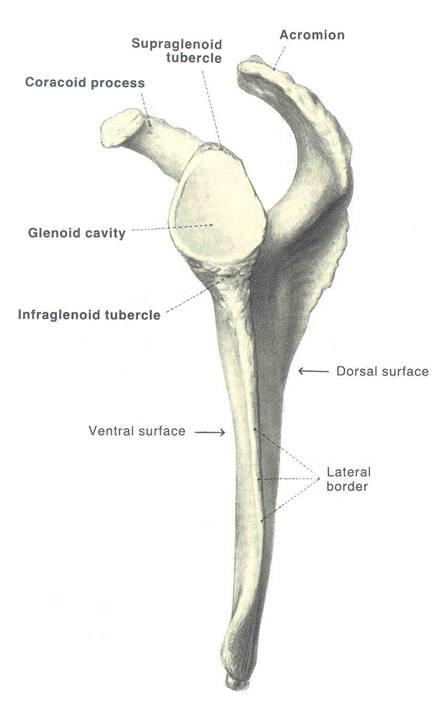 Acromion
Supraglenoid
tubercle
Coracoid process
Glenoid cavity
Infraglenoid tubercle
Dorsal surface
Ventral surface
Lateral
border